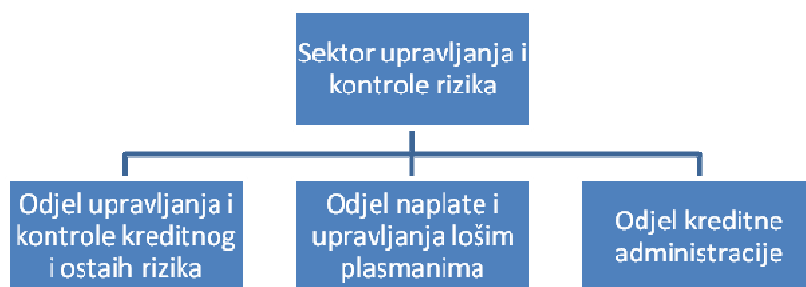 Sektor upravljanja i
kontrole rizika
Odjel upravljanja i
kontrole kreditnog
i ostaih rizika
Odjel naplate i
upravljanja lošim
plasmanima
Odjel kreditne
administracije